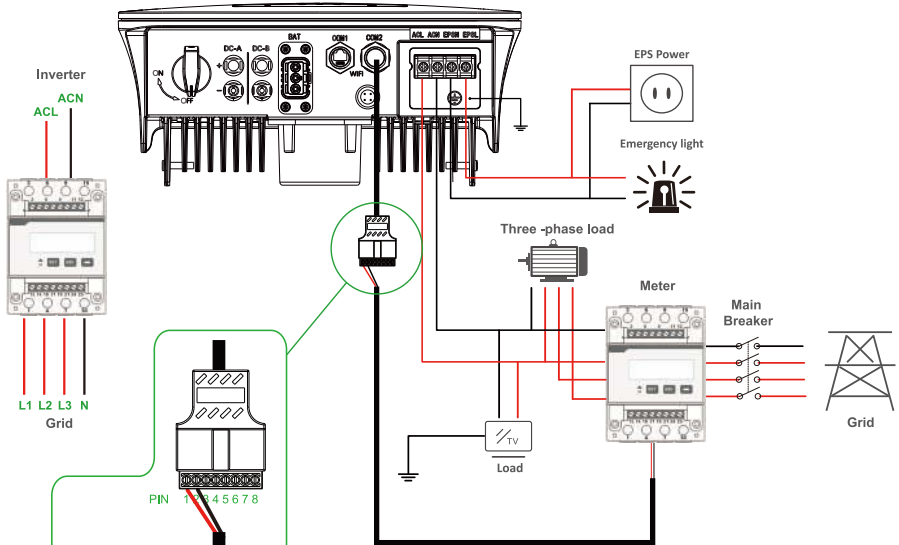 ACL ACN EPSN EPSL
BAT
COM1
COM2
DC-A
DC-B
+
−
ON
OFF
WIFI
EPS Power
Inverter
ACN
ACL
Emergency light
Three -phase load
Meter
Main
Breaker
L1 L2 L3 N
Grid
TV
Load
Grid
PIN 1 2 3 4 5 6 7 8